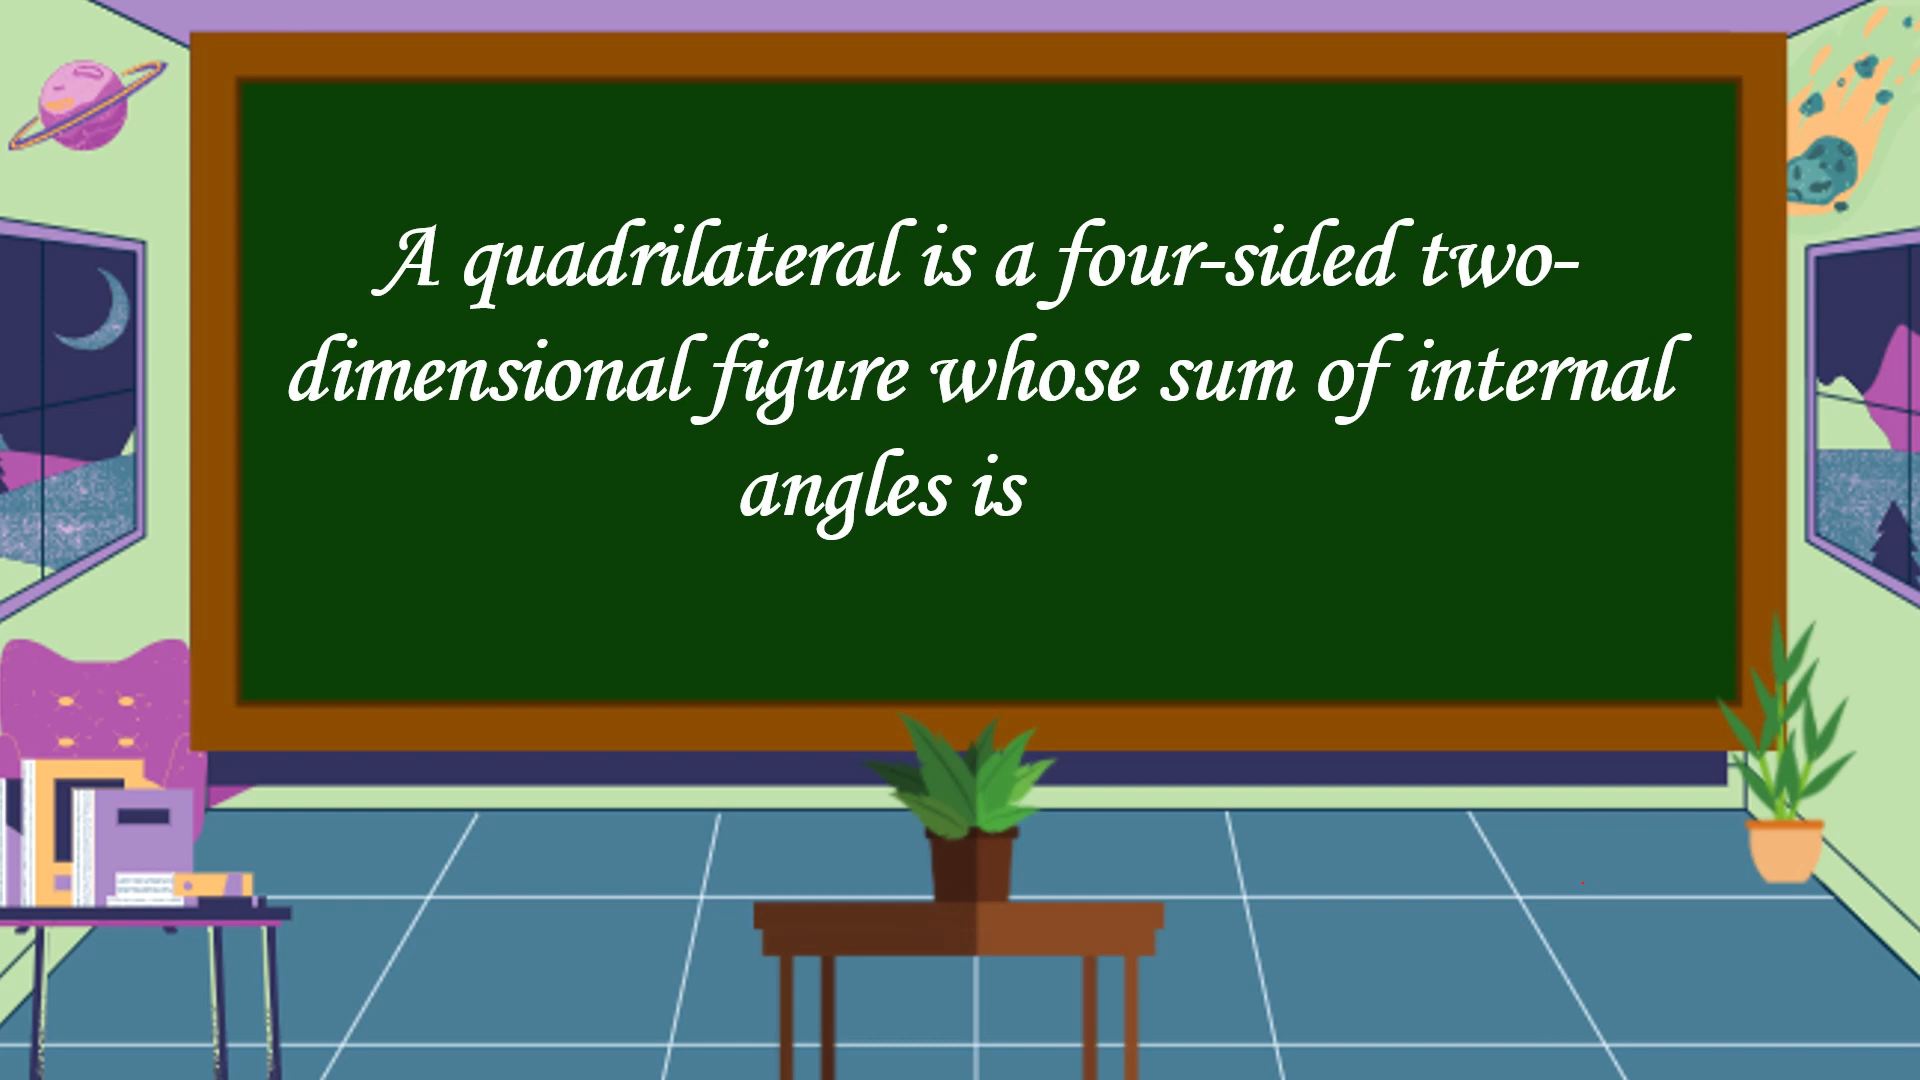 A quadrilateral is a four-sided two-
dimensional figure whose sum of internal
angles is